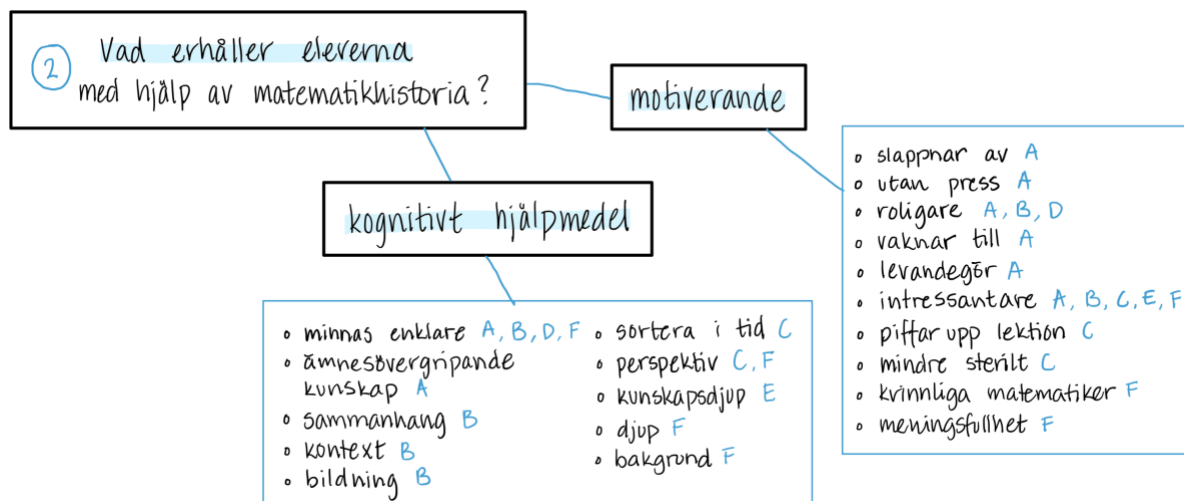 2
Vad erhåller eleverna
med hjälp av matematikhistoria?
motiverande
• slappnar av A
• utan press A
• roligare A, B, D
• vaknar till A
• levandegör A
• intressantare A, B, C, E, F
• piffar upp lektion C
• mindre sterilt C
• kvinnliga matematiker F
• meningsfullhet F
kognitivt hjälpmedel
• minnas enklare A, B, D, F
• ämnesövergripande
kunskap A
• sammanhang B
• kontext B
• bildning B
• sortera i tid C
• perspektiv C, F
• kunskapsdjup E
• djup F
• bakgrund F